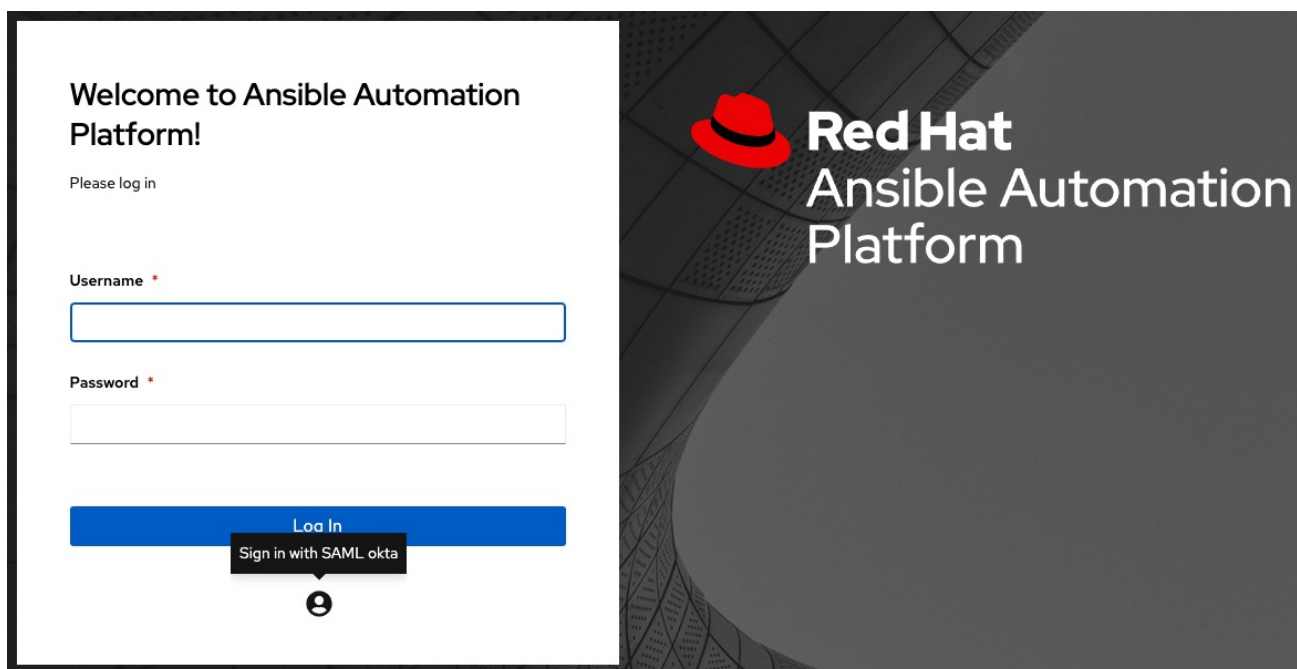 Welcome to Ansible Automation
Platform!
Please log in
Username *
Password *
Log In
Sign in with SAML okta
Red Hat
Ansible Automation
Platform